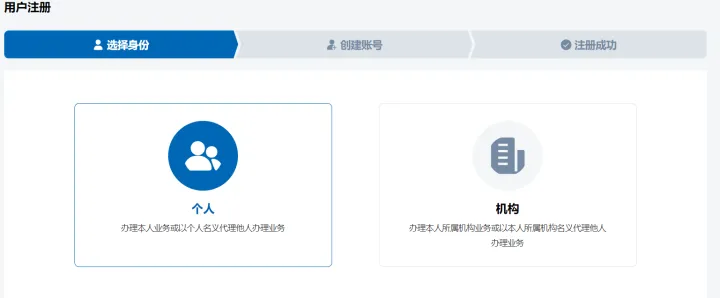 用户注册
选择身份
创建账号
注册成功
个人
办理本人业务或以个人名义代理他人办理业务
机构
办理本人所属机构业务或以本人所属机构名义代理他人
办理业务